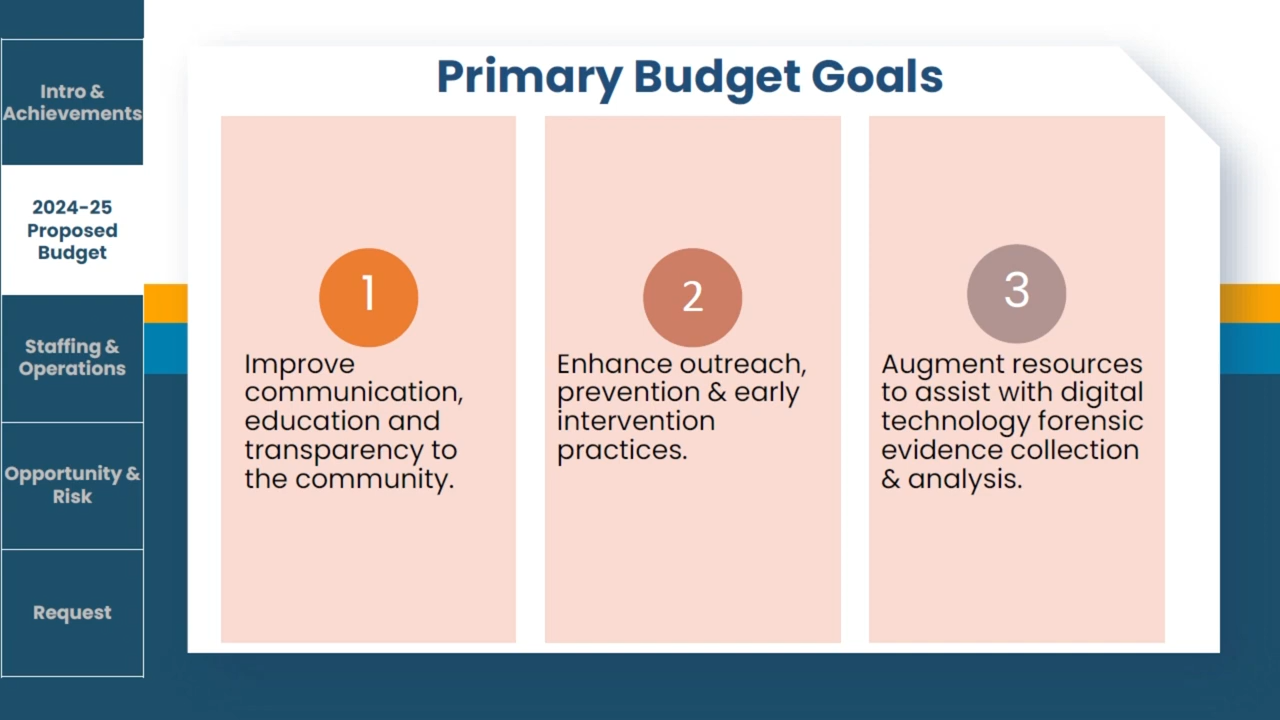 Intro &
Achievements
2024-25
Proposed
Budget
Staffing &
Operations
Opportunity &
Risk
Request
Primary Budget Goals
1
Improve
communication,
education and
transparency to
the community.
2
Enhance outreach,
prevention & early
intervention
practices.
3
Augment resources
to assist with digital
technology forensic
evidence collection
& analysis.